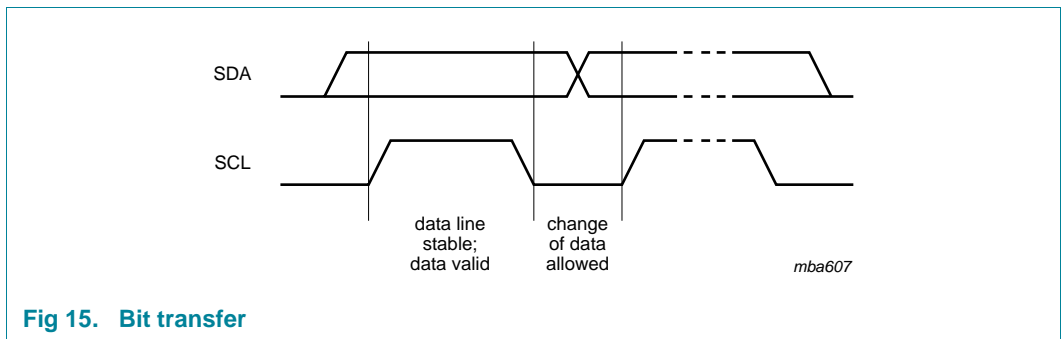 SDA
SCL
data line
stable;
data valid
change
of data
allowed
mba607
Fig 15. Bit transfer